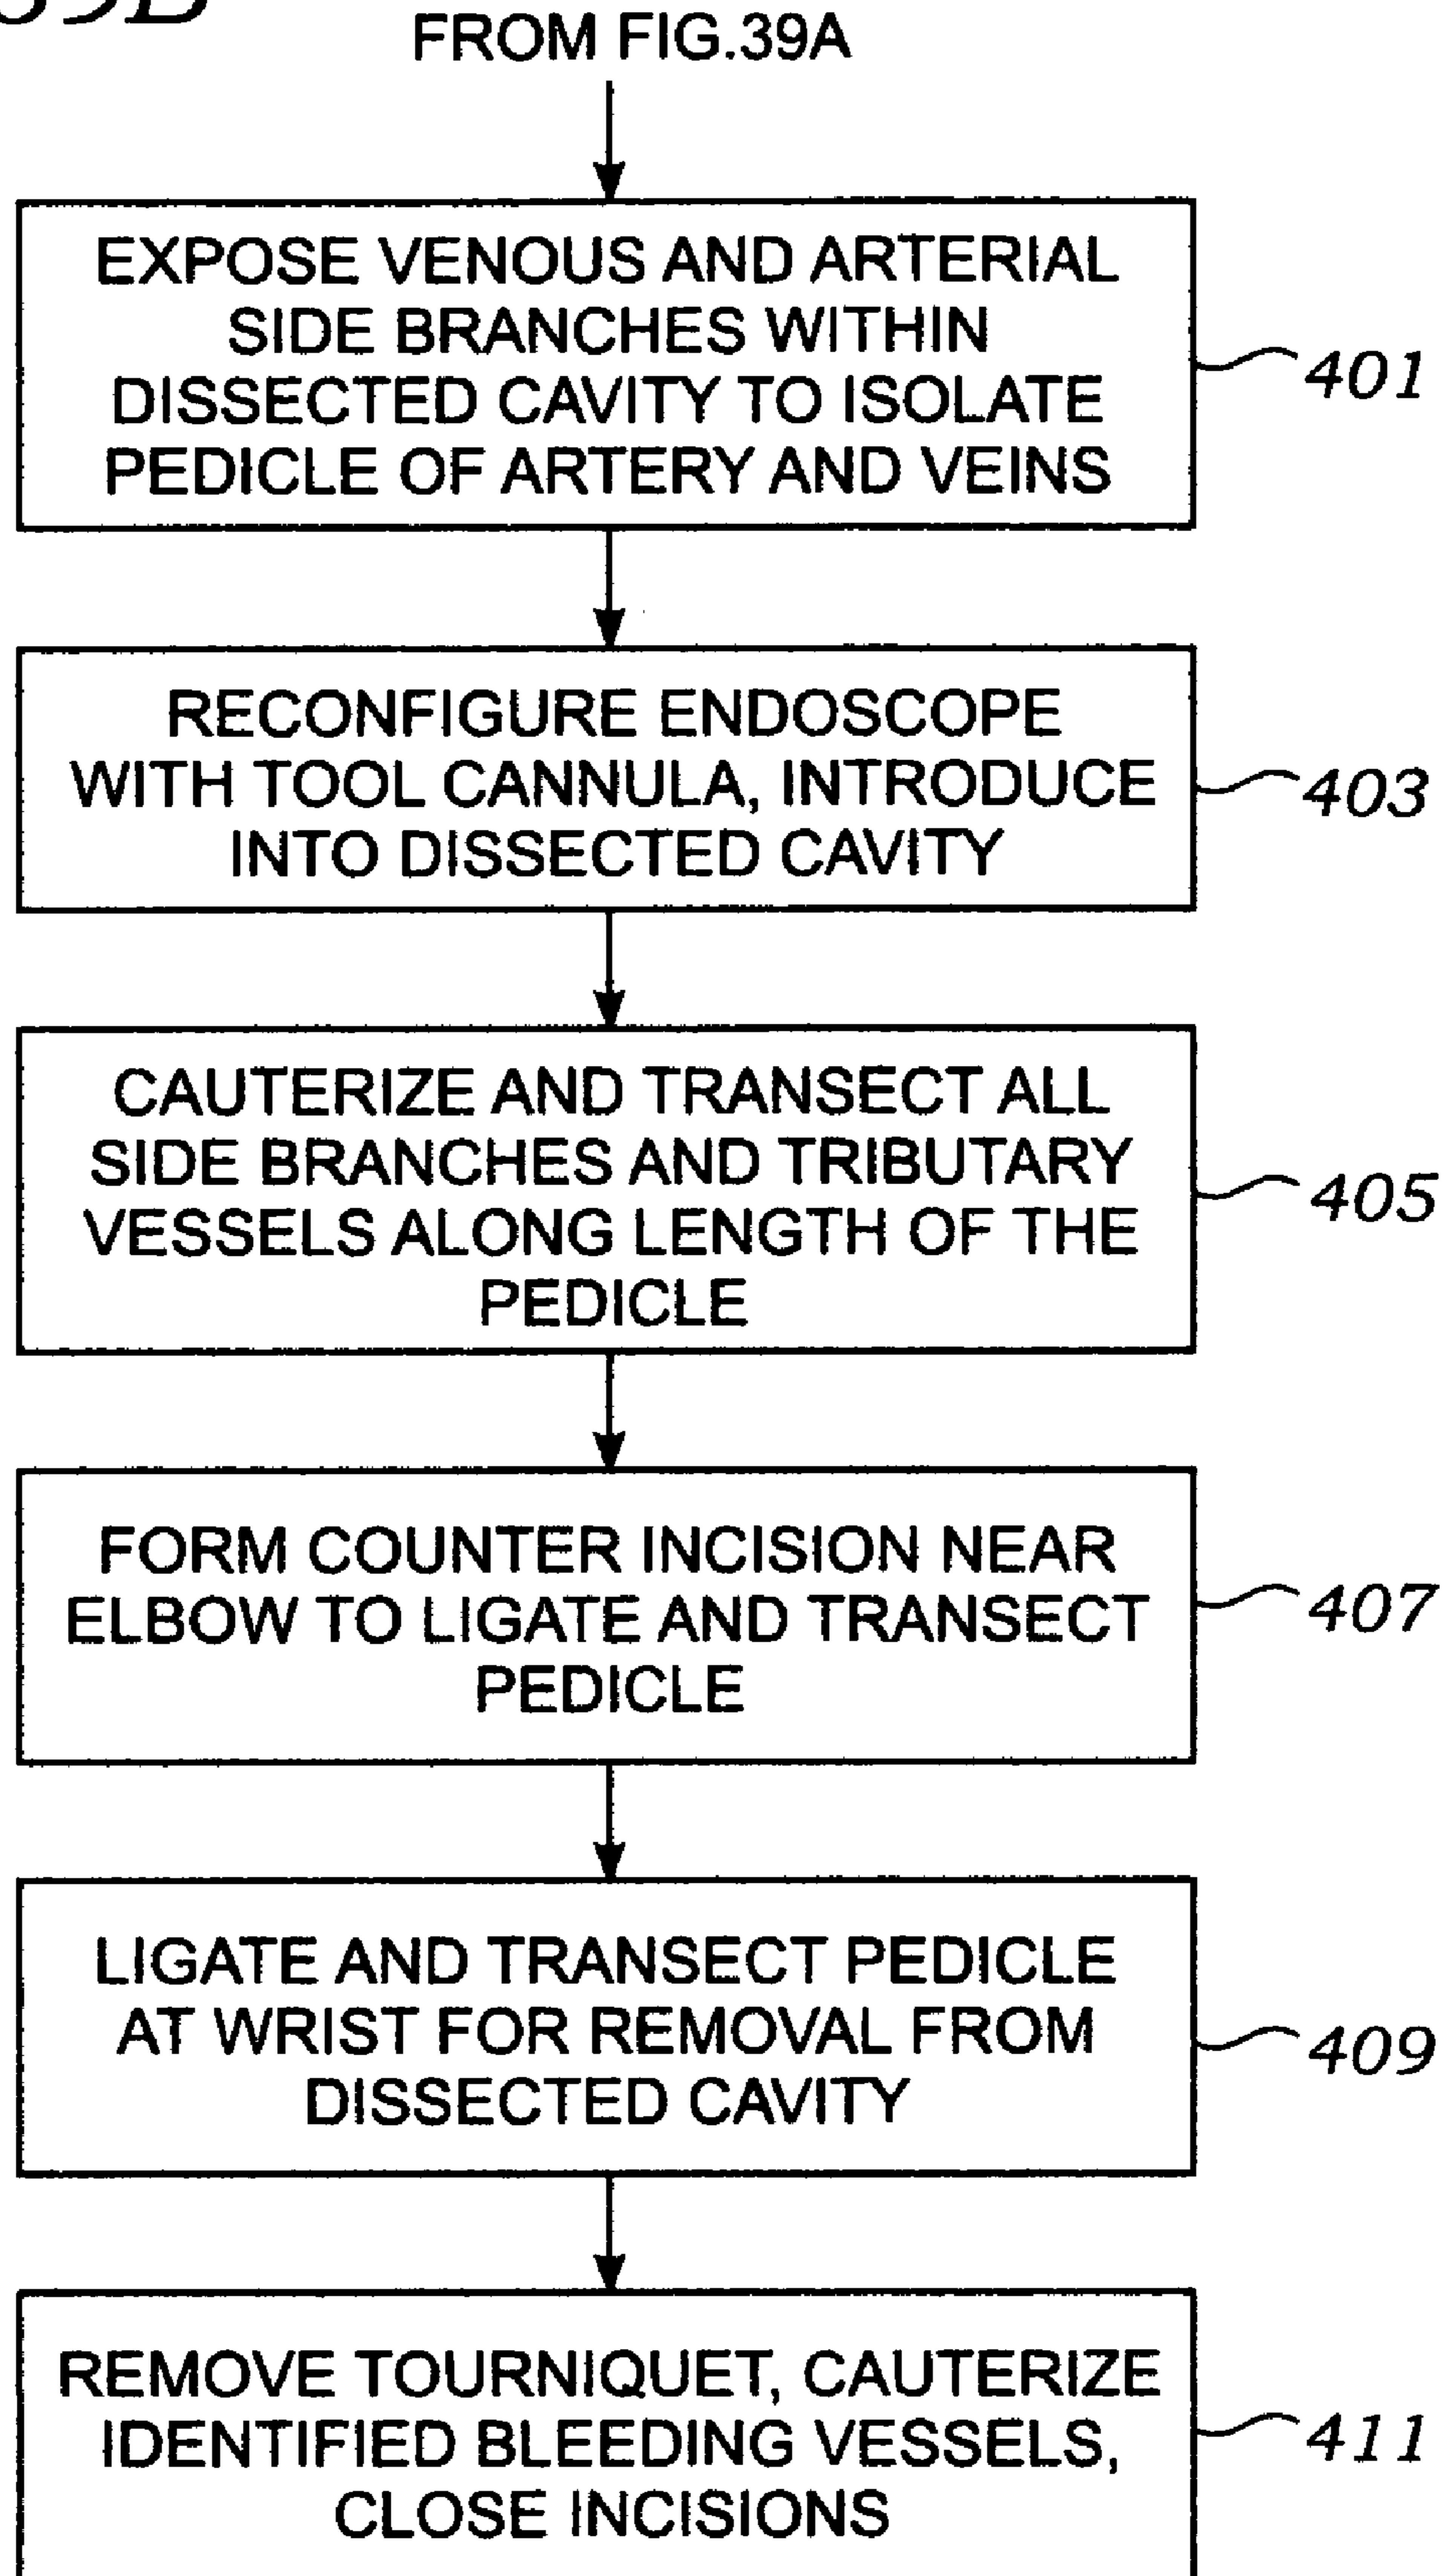 39B
FROM FIG.39A
EXPOSE VENOUS AND ARTERIAL
SIDE BRANCHES WITHIN
DISSECTED CAVITY TO ISOLATE
PEDICLE OF ARTERY AND VEINS
401
RECONFIGURE ENDOSCOPE
WITH TOOL CANNULA, INTRODUCE
INTO DISSECTED CAVITY
403
CAUTERIZE AND TRANSECT ALL
SIDE BRANCHES AND TRIBUTARY
VESSELS ALONG LENGTH OF THE
PEDICLE
405
FORM COUNTER INCISION NEAR
ELBOW TO LIGATE AND TRANSECT
PEDICLE
407
LIGATE AND TRANSECT PEDICLE
AT WRIST FOR REMOVAL FROM
DISSECTED CAVITY
409
REMOVE TOURNIQUET, CAUTERIZE
IDENTIFIED BLEEDING VESSELS,
CLOSE INCISIONS
411